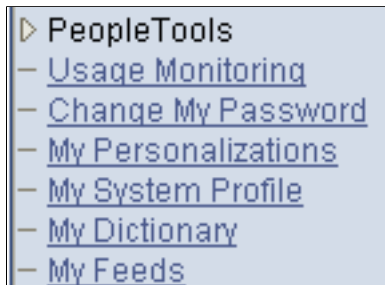 PeopleTools
Usage Monitoring
Change My Password
My Personalizations
My System Profile
My Dictionary
My Feeds